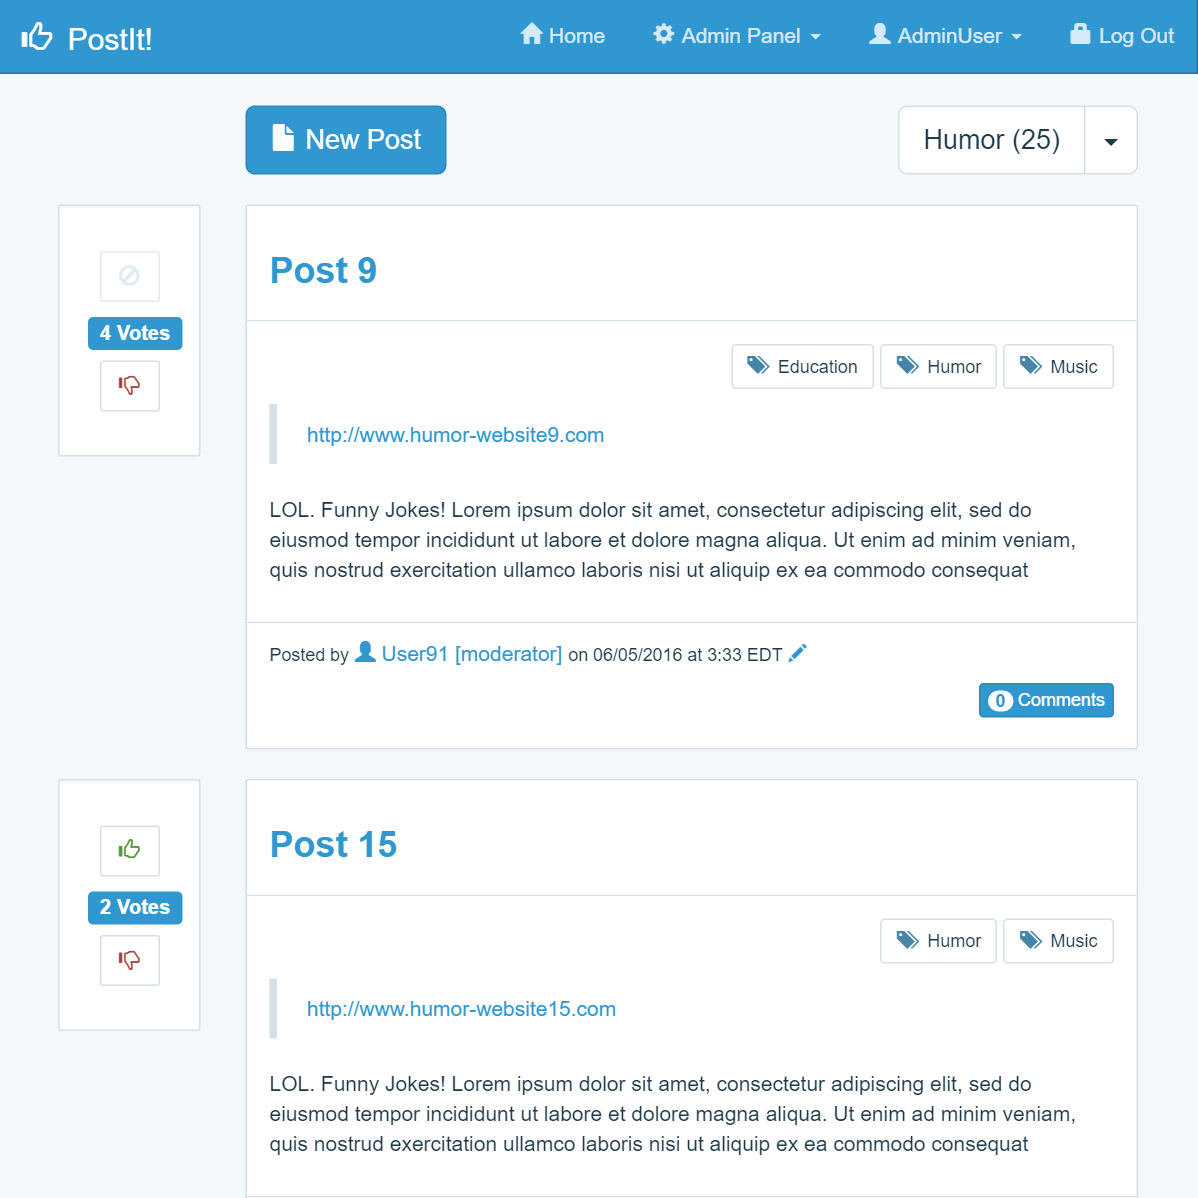 PostIt!
Home
Admin Panel
AdminUser
Log Out
New Post
Humor (25)
4 Votes
Post 9
Education
Humor
Music
http://www.humor-website9.com
LOL. Funny Jokes! Lorem ipsum dolor sit amet, consectetur adipiscing elit, sed do
eiusmod tempor incididunt ut labore et dolore magna aliqua. Ut enim ad minim veniam,
quis nostrud exercitation ullamco laboris nisi ut aliquip ex ea commodo consequat
Posted by User91 [moderator] on 06/05/2016 at 3:33 EDT
0 Comments
2 Votes
Post 15
Humor
Music
http://www.humor-website15.com
LOL. Funny Jokes! Lorem ipsum dolor sit amet, consectetur adipiscing elit, sed do
eiusmod tempor incididunt ut labore et dolore magna aliqua. Ut enim ad minim veniam,
quis nostrud exercitation ullamco laboris nisi ut aliquip ex ea commodo consequat